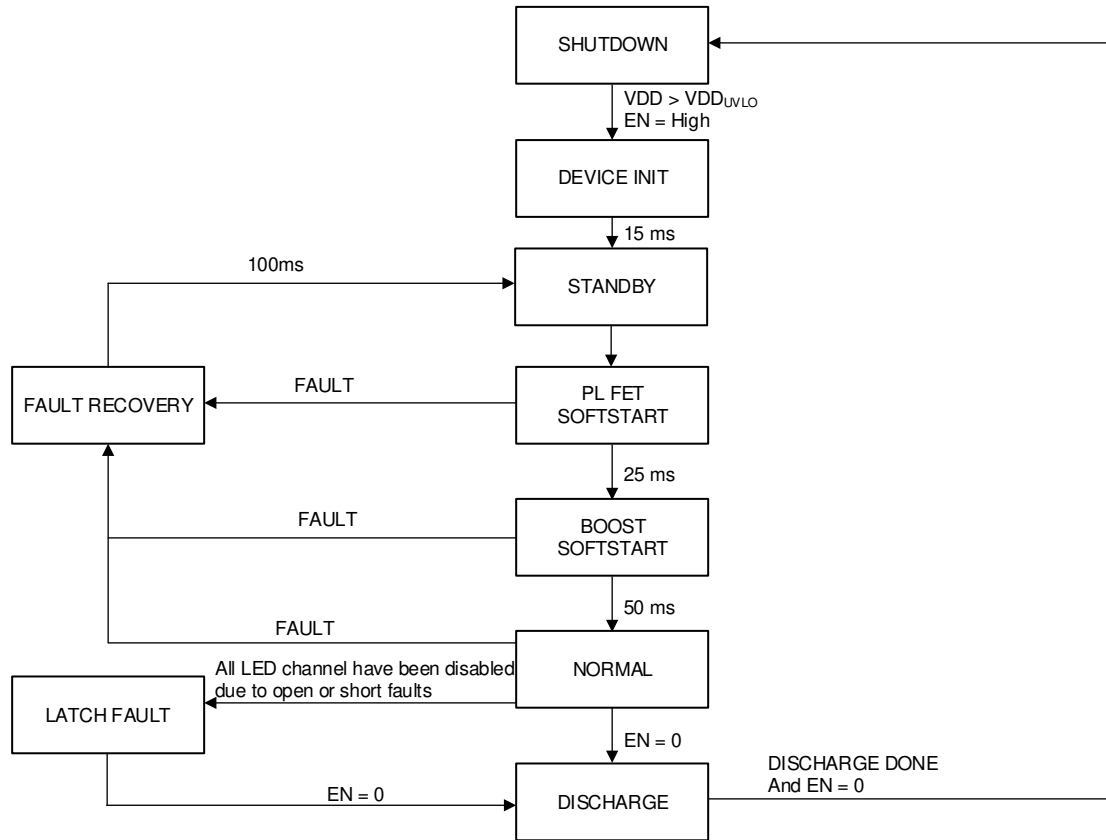 SHUTDOWN
VDD > VDDUVLO
EN = High
DEVICE INIT
15 ms
100ms
STANDBY
FAULT RECOVERY
FAULT
PL FET
SOFTSTART
25 ms
FAULT
BOOST
SOFTSTART
50 ms
FAULT
NORMAL
All LED channel have been disabled
due to open or short faults
LATCH FAULT
EN = 0
DISCHARGE DONE
And EN = 0
EN = 0
DISCHARGE